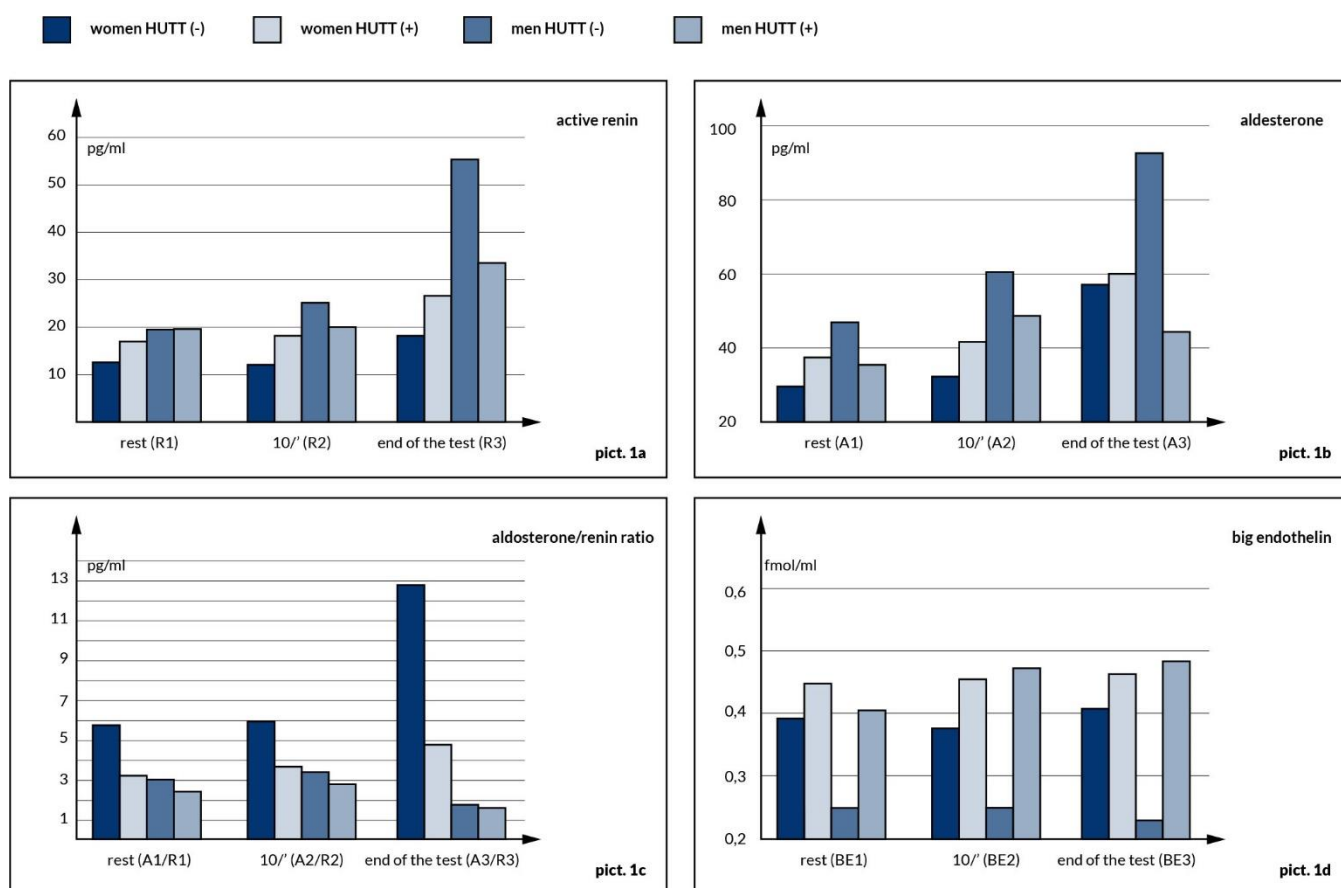 women HUTT (-) women HUTT (+) men HUTT (-) men HUTT (+)
active renin
pg/ml
60
50
40
30
20
10
rest (R1) 10/' (R2) end of the test (R3)
pict. 1a
aldesterone
pg/ml
100
80
60
40
20
rest (A1) 10/' (A2) end of the test (A3)
pict. 1b
aldosterone/renin ratio
pg/ml
13
11
9
7
5
3
1
rest (A1/R1) 10/' (A2/R2) end of the test (A3/R3)
pict. 1c
big endothelin
fmol/ml
0,6
0,5
0,4
0,3
0,2
rest (BE1) 10/' (BE2) end of the test (BE3)
pict. 1d